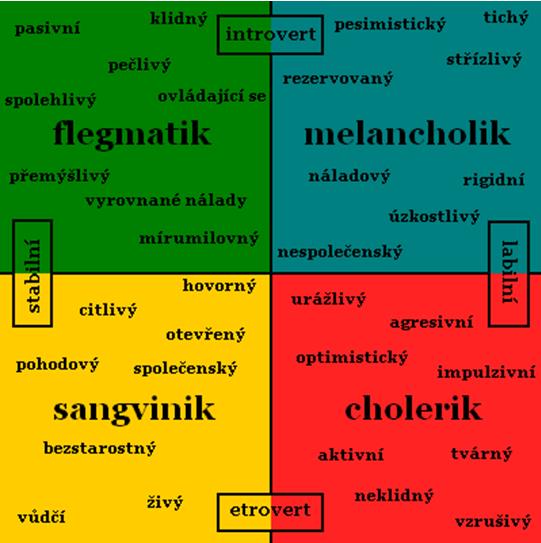 pasivní
klidný
introvert
pesimistický
tichý
pečlivý
střízlivý
rezervovaný
spolehlivý
ovládající se
flegmatik
melancholik
přemýšlivý
náladový
rigidní
vyrovnané nálady
úzkostlivý
mírumilovný
nespolečenský
stabilní
labilní
hovorný
citlivý
urážlivý
agresivní
otevřený
pohodový
společenský
optimistický
impulzivní
sangvinik
cholerik
bezstarostný
aktivní
tvárný
živý
neklidný
vůdčí
etrovert
vzrušivý